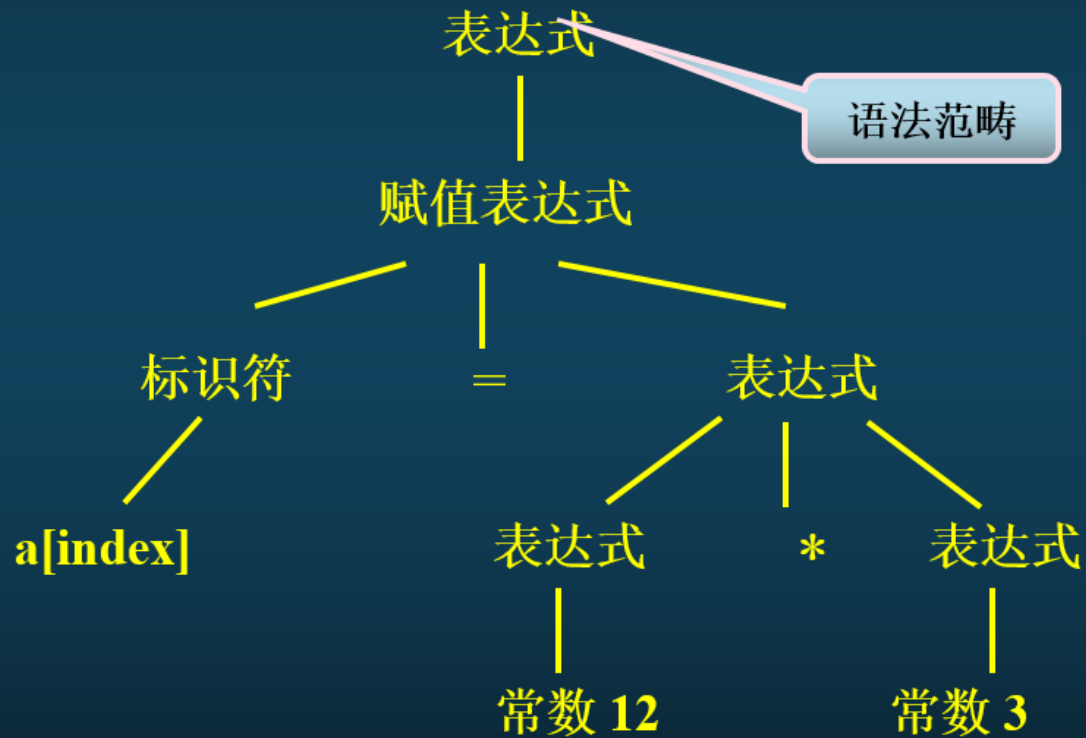 表达式
语法范畴
赋值表达式
标识符 = 表达式
a[index] 表达式 * 表达式
常数 12 常数 3